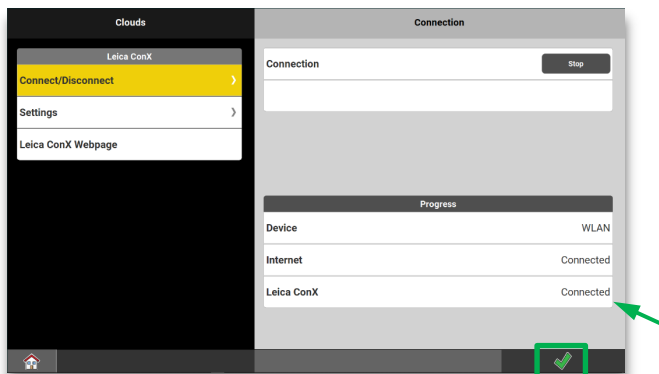 Clouds
Connection
Leica ConX
Connect/Disconnect
Settings
Leica ConX Webpage
Connection Stop
Progress
Device WLAN
Internet Connected
Leica ConX Connected